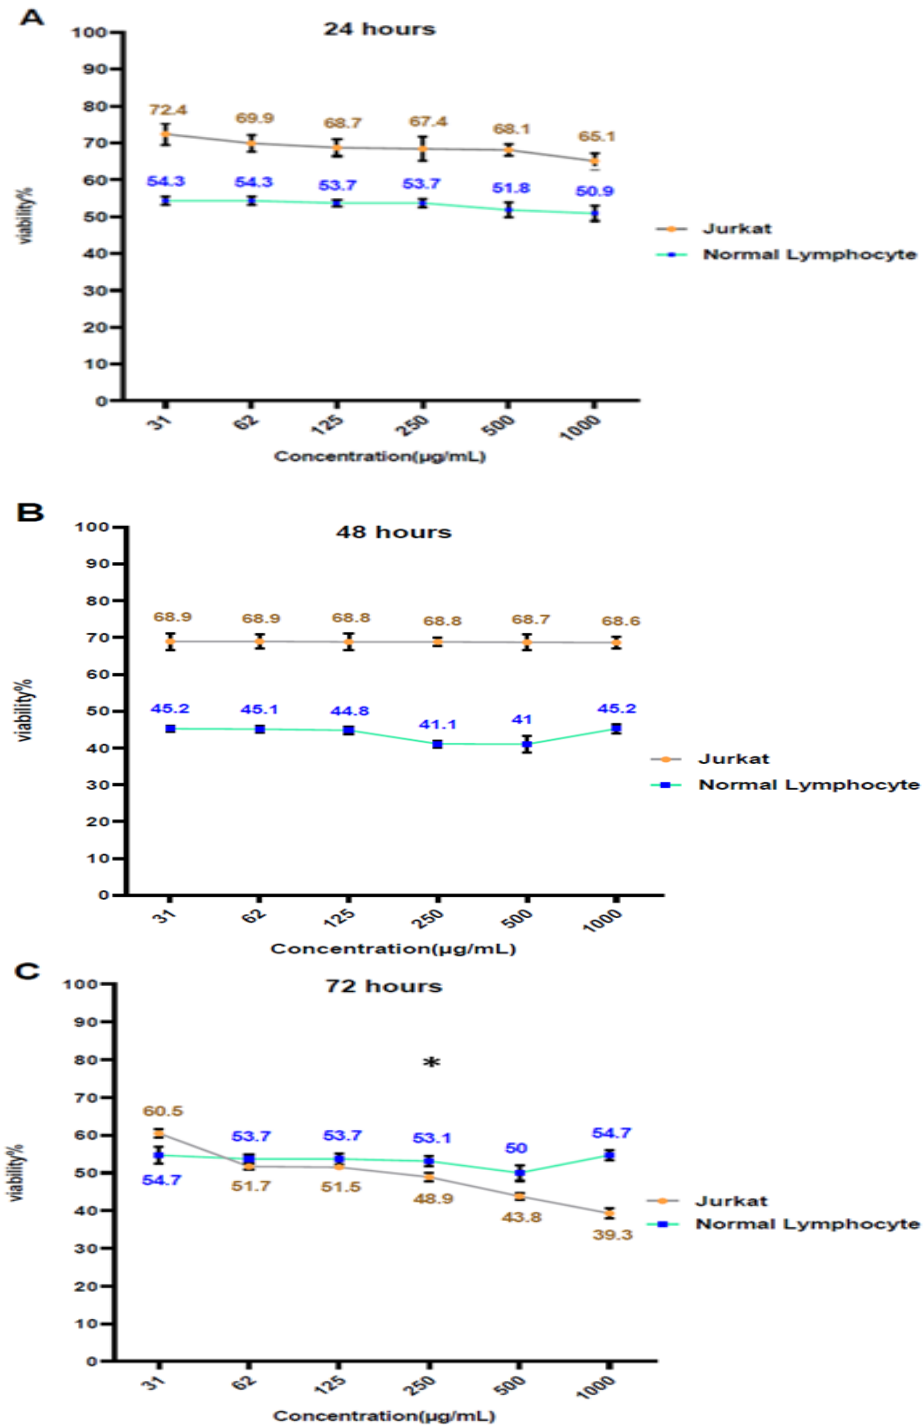 A
24 hours
100
90
80
70
60
50
40
30
20
10
0
viability%
72.4 69.9 68.7 67.4 68.1 65.1
54.3 54.3 53.7 53.7 51.8 50.9
Jurkat
Normal Lymphocyte
31 62 125 250 500 1000
Concentration(µg/mL)
B
48 hours
100
90
80
70
60
50
40
30
20
10
0
viability%
68.9 68.9 68.8 68.8 68.7 68.6
45.2 45.1 44.8 41.1 41 45.2
Jurkat
Normal Lymphocyte
31 62 125 250 500 1000
Concentration(µg/mL)
C
72 hours
100
90
80
70
60
50
40
30
20
10
0
viability%
*
60.5
53.7 53.7 53.1 50 54.7
54.7
51.7 51.5 48.9 43.8 39.3
Jurkat
Normal Lymphocyte
31 62 125 250 500 1000
Concentration(µg/mL)